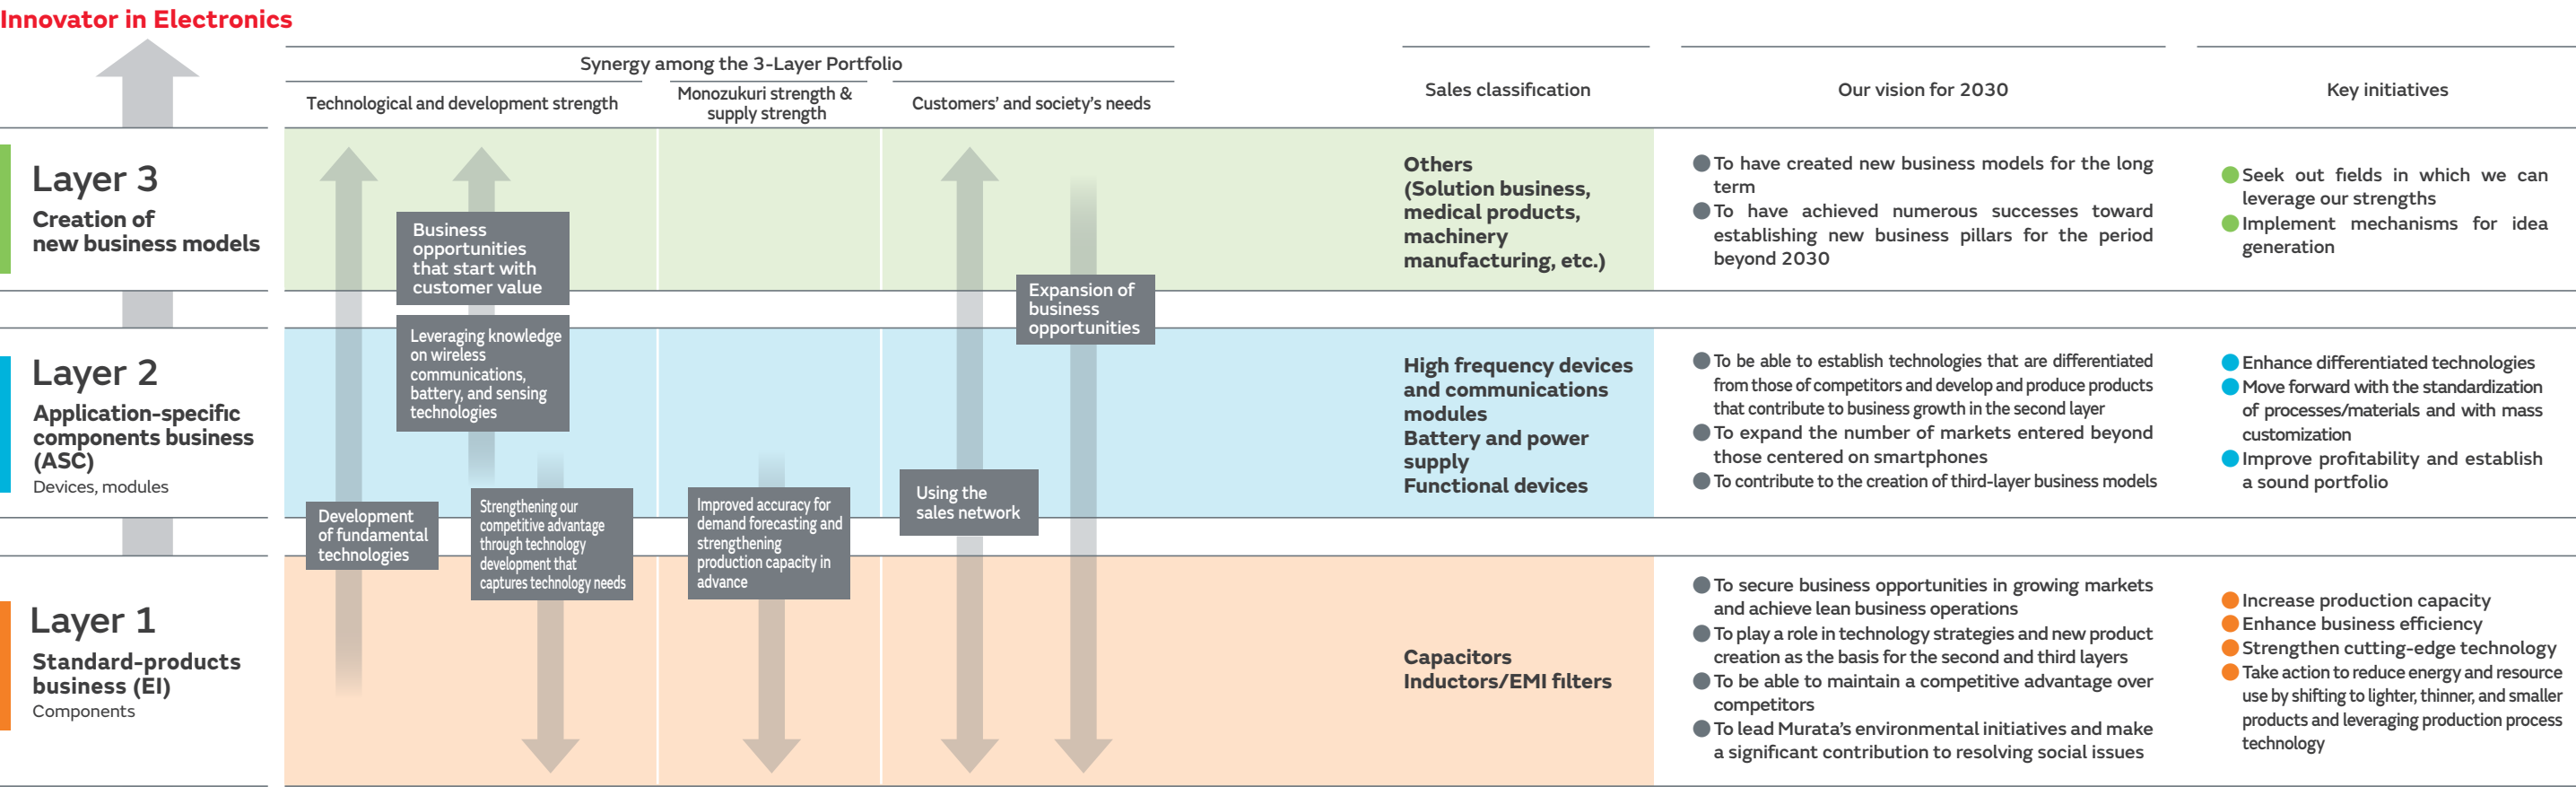 Innovator in Electronics
Synergy among the 3-Layer Portfolio
Technological and development strength
Monozukuri strength &
supply strength
Customers’ and society’s needs
Sales classification
Our vision for 2030
Key initiatives
Layer 3
Creation of
new business models
Business
opportunities
that start with
customer value
Expansion of
business
opportunities
Others
(Solution business,
medical products,
machinery
manufacturing, etc.)
To have created new business models for the long
term
To have achieved numerous successes toward
establishing new business pillars for the period
beyond 2030
Seek out fields in which we can
leverage our strengths
Implement mechanisms for idea
generation
Layer 2
Application-specific
components business
(ASC)
Devices, modules
Leveraging knowledge
on wireless
communications,
battery, and sensing
technologies
Development
of fundamental
technologies
Strengthening our
competitive advantage
through technology
development that
captures technology needs
Improved accuracy for
demand forecasting and
strengthening
production capacity in
advance
Using the
sales network
High frequency devices
and communications
modules
Battery and power
supply
Functional devices
To be able to establish technologies that are differentiated
from those of competitors and develop and produce products
that contribute to business growth in the second layer
To expand the number of markets entered beyond
those centered on smartphones
To contribute to the creation of third-layer business models
Enhance differentiated technologies
Move forward with the standardization
of processes/materials and with mass
customization
Improve profitability and establish
a sound portfolio
Layer 1
Standard-products
business (EI)
Components
Capacitors
Inductors/EMI filters
To secure business opportunities in growing markets
and achieve lean business operations
To play a role in technology strategies and new product
creation as the basis for the second and third layers
To be able to maintain a competitive advantage over
competitors
To lead Murata’s environmental initiatives and make
a significant contribution to resolving social issues
Increase production capacity
Enhance business efficiency
Strengthen cutting-edge technology
Take action to reduce energy and resource
use by shifting to lighter, thinner, and smaller
products and leveraging production process
technology